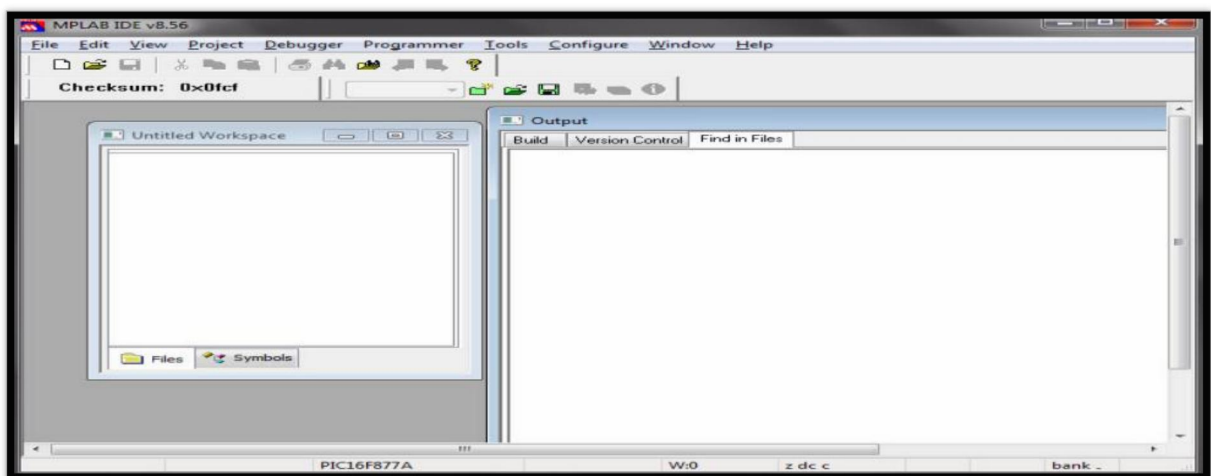 MPLAB IDE v8.56
File Edit View Project Debugger Programmer Tools Configure Window Help
Checksum: 0x0fcf
Untitled Workspace
Output
Build Version Control Find in Files
Files Symbols
PIC16F877A W:0 z dc c bank